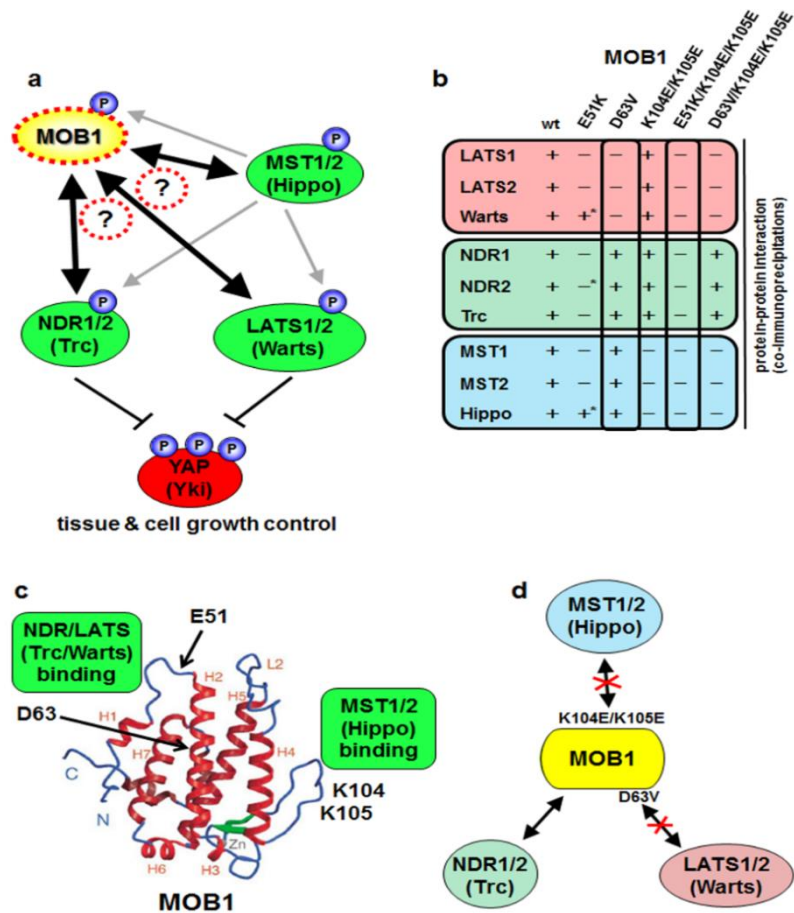 a
P
MOB1
P
MST1/2
(Hippo)
?
?
P
NDR1/2
(Trc)
P
LATS1/2
(Warts)
P
P
P
YAP
(Yki)
tissue & cell growth control
b
MOB1
wt
E51K
D63V
K104E/K105E
E51K/K104E/K105E
D63V/K104E/K105E
LATS1 + − − + − −
LATS2 + − − + − −
Warts + +* − + − −
NDR1 + − + + − +
NDR2 + −* + + − +
Trc + − + + − +
MST1 + − + − − −
MST2 + − + − − −
Hippo + +* + − − −
protein-protein interaction
(co-immunoprecipitations)
c
NDR/LATS
(Trc/Warts)
binding
E51
D63
MST1/2
(Hippo)
binding
K104
K105
H1
H2
H7
H5
L2
H4
C
N
Zn
H6
H3
MOB1
d
MST1/2
(Hippo)
K104E/K105E
MOB1
D63V
NDR1/2
(Trc)
LATS1/2
(Warts)